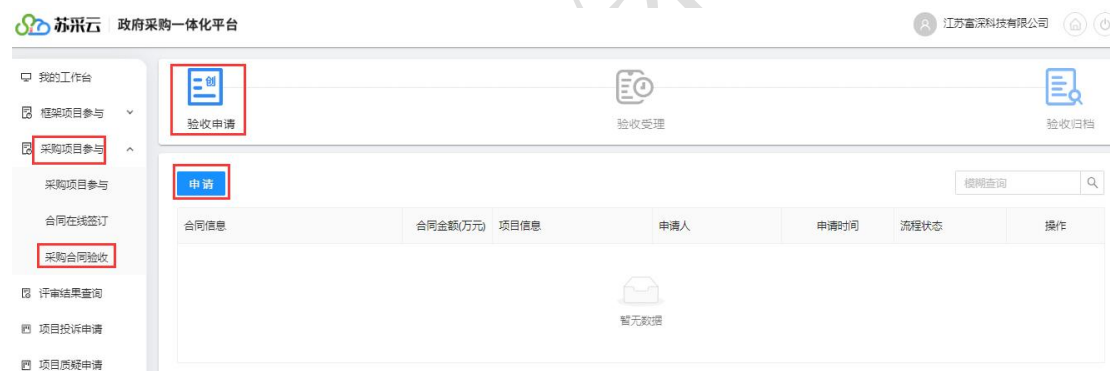 苏采云 政府采购一体化平台
江苏富深科技有限公司
我的工作台
框架项目参与
采购项目参与
采购项目参与
合同在线签订
采购合同验收
评审结果查询
项目投诉申请
项目质疑申请
创
验收申请
验收受理
验收归档
申请
模糊查询
合同信息 合同金额(万元) 项目信息 申请人 申请时间 流程状态 操作
暂无数据